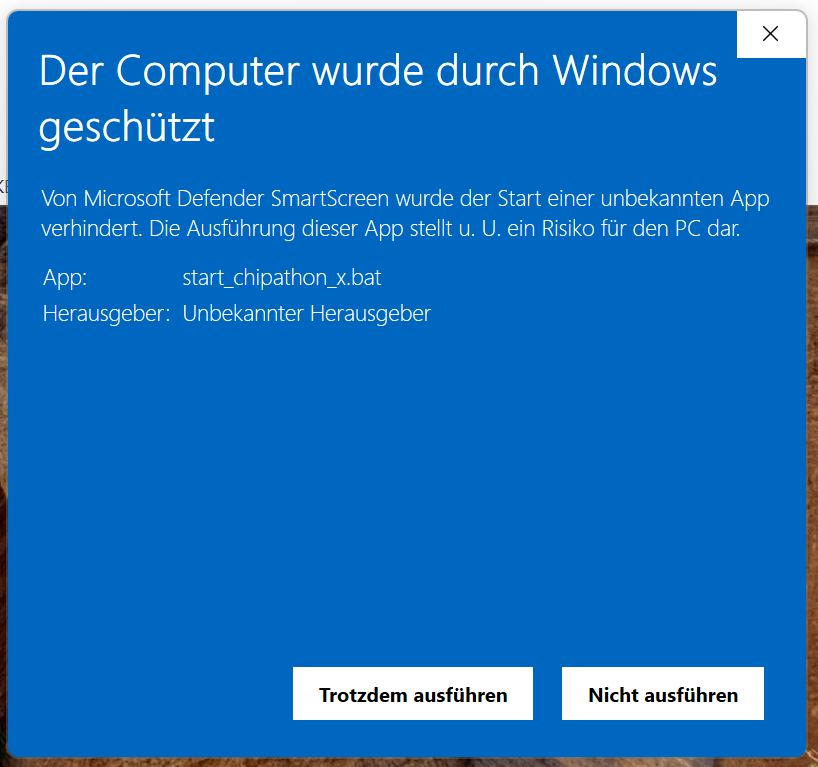 Der Computer wurde durch Windows
geschützt
Von Microsoft Defender SmartScreen wurde der Start einer unbekannten App
verhindert. Die Ausführung dieser App stellt u. U. ein Risiko für den PC dar.
App: start_chipathon_x.bat
Herausgeber: Unbekannter Herausgeber
Trotzdem ausführen Nicht ausführen